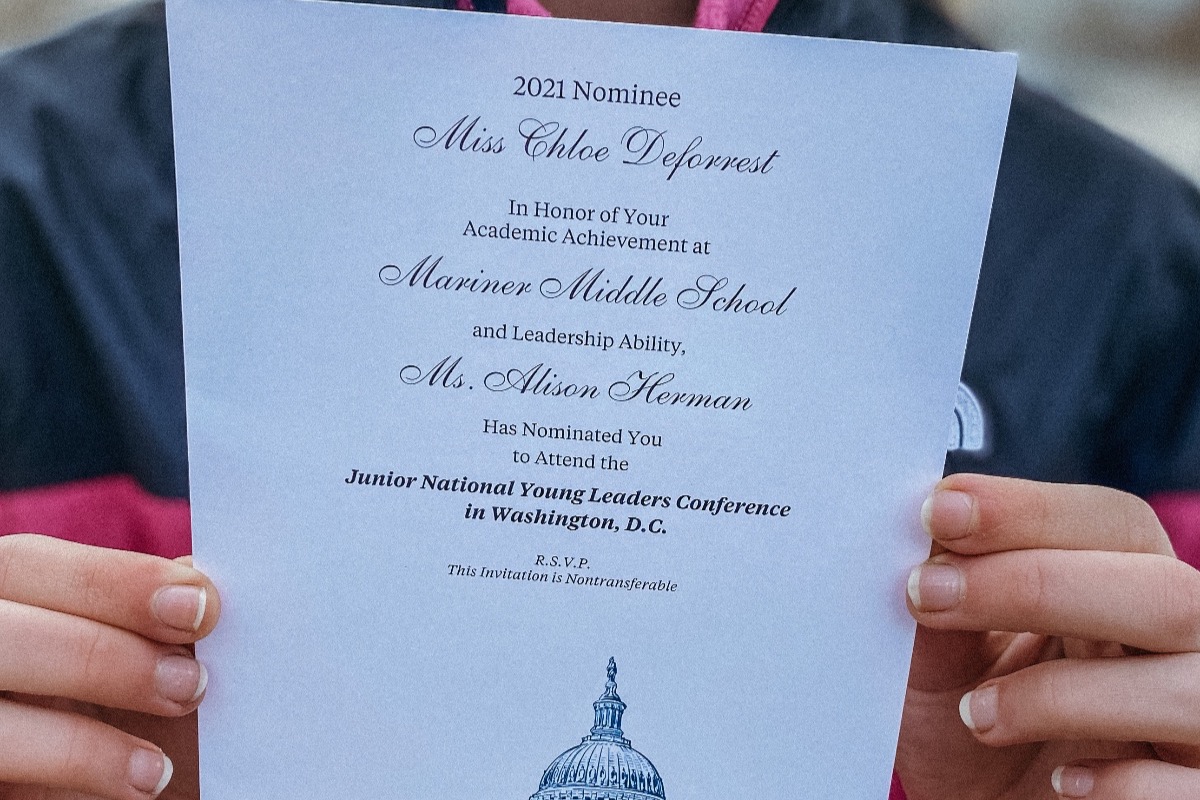 2021 Nominee
Miss Chloe Deforrest
In Honor of Your
Academic Achievement at
Mariner Middle School
and Leadership Ability,
Ms. Alison Herman
Has Nominated You
to Attend the
Junior National Young Leaders Conference
in Washington, D.C.
R.S.V.P.
This Invitation is Nontransferable